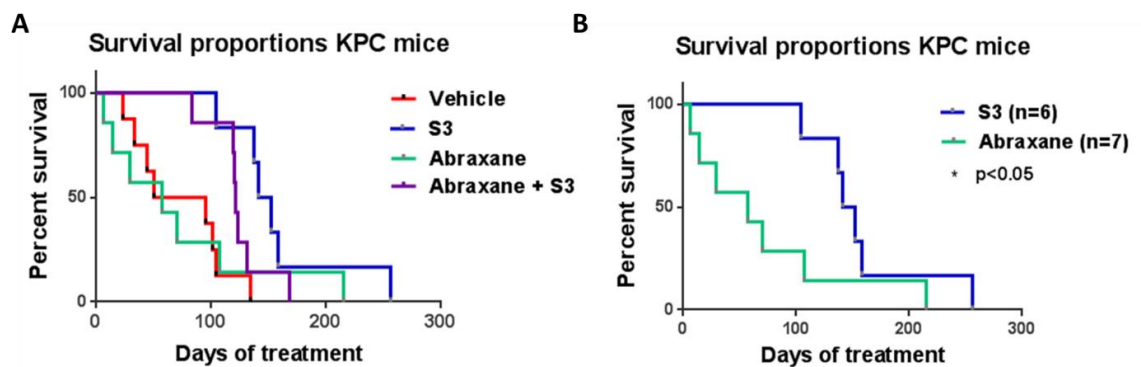 A
Survival proportions KPC mice
Percent survival
100
50
0
0 100 200 300
Days of treatment
Vehicle
S3
Abraxane
Abraxane + S3
B
Survival proportions KPC mice
Percent survival
100
50
0
0 100 200 300
Days of treatment
S3 (n=6)
Abraxane (n=7)
* p<0.05